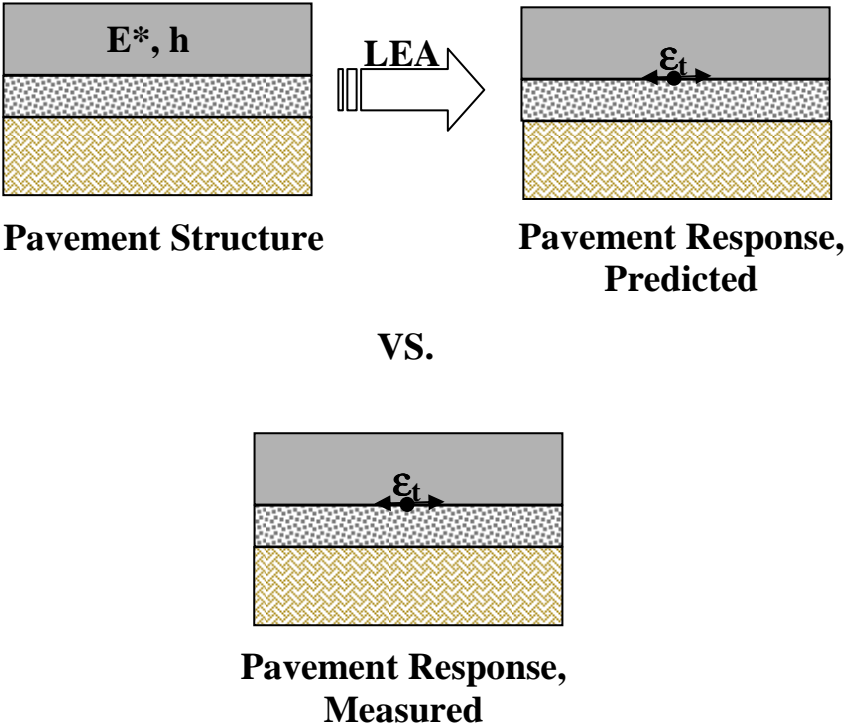 E*, h
LEA
εt
Pavement Structure
Pavement Response,
Predicted
VS.
εt
Pavement Response,
Measured